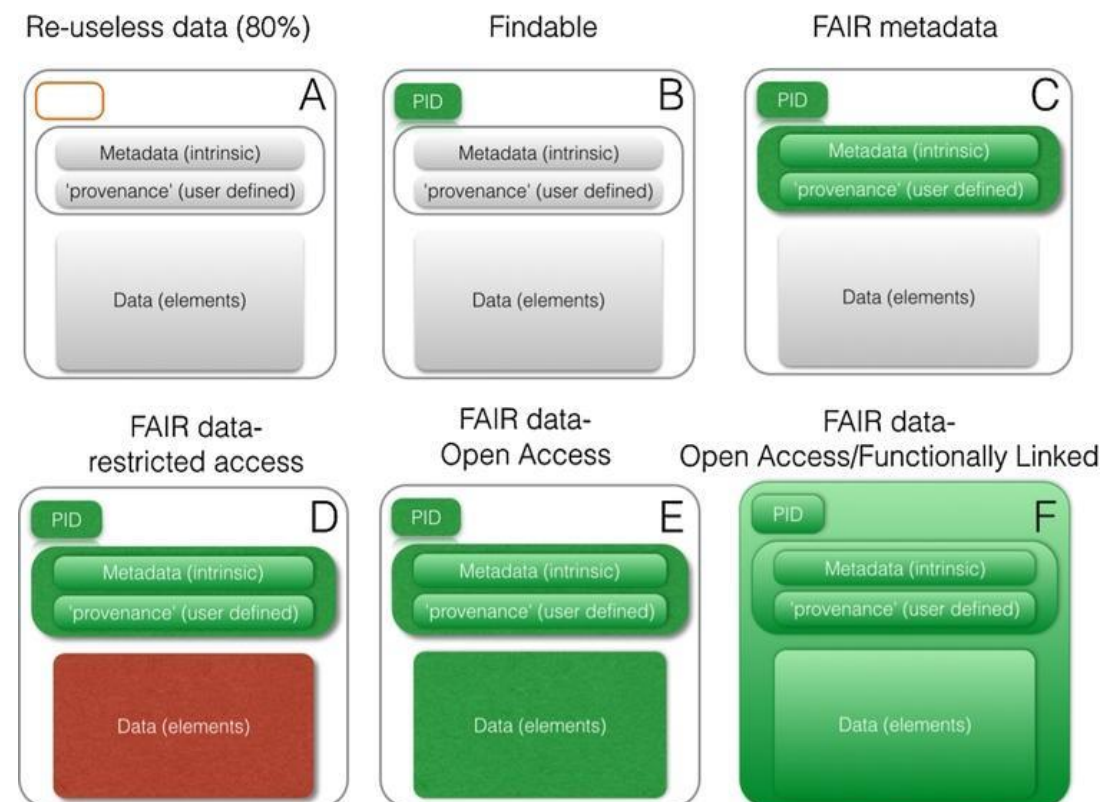 Re-useless data (80%)
Findable
FAIR metadata
A
Metadata (intrinsic)
'provenance' (user defined)
Data (elements)
PID
B
Metadata (intrinsic)
'provenance' (user defined)
Data (elements)
PID
C
Metadata (intrinsic)
'provenance' (user defined)
Data (elements)
FAIR data-
restricted access
FAIR data-
Open Access
FAIR data-
Open Access/Functionally Linked
PID
D
Metadata (intrinsic)
'provenance' (user defined)
Data (elements)
PID
E
Metadata (intrinsic)
'provenance' (user defined)
Data (elements)
PID
F
Metadata (intrinsic)
'provenance' (user defined)
Data (elements)